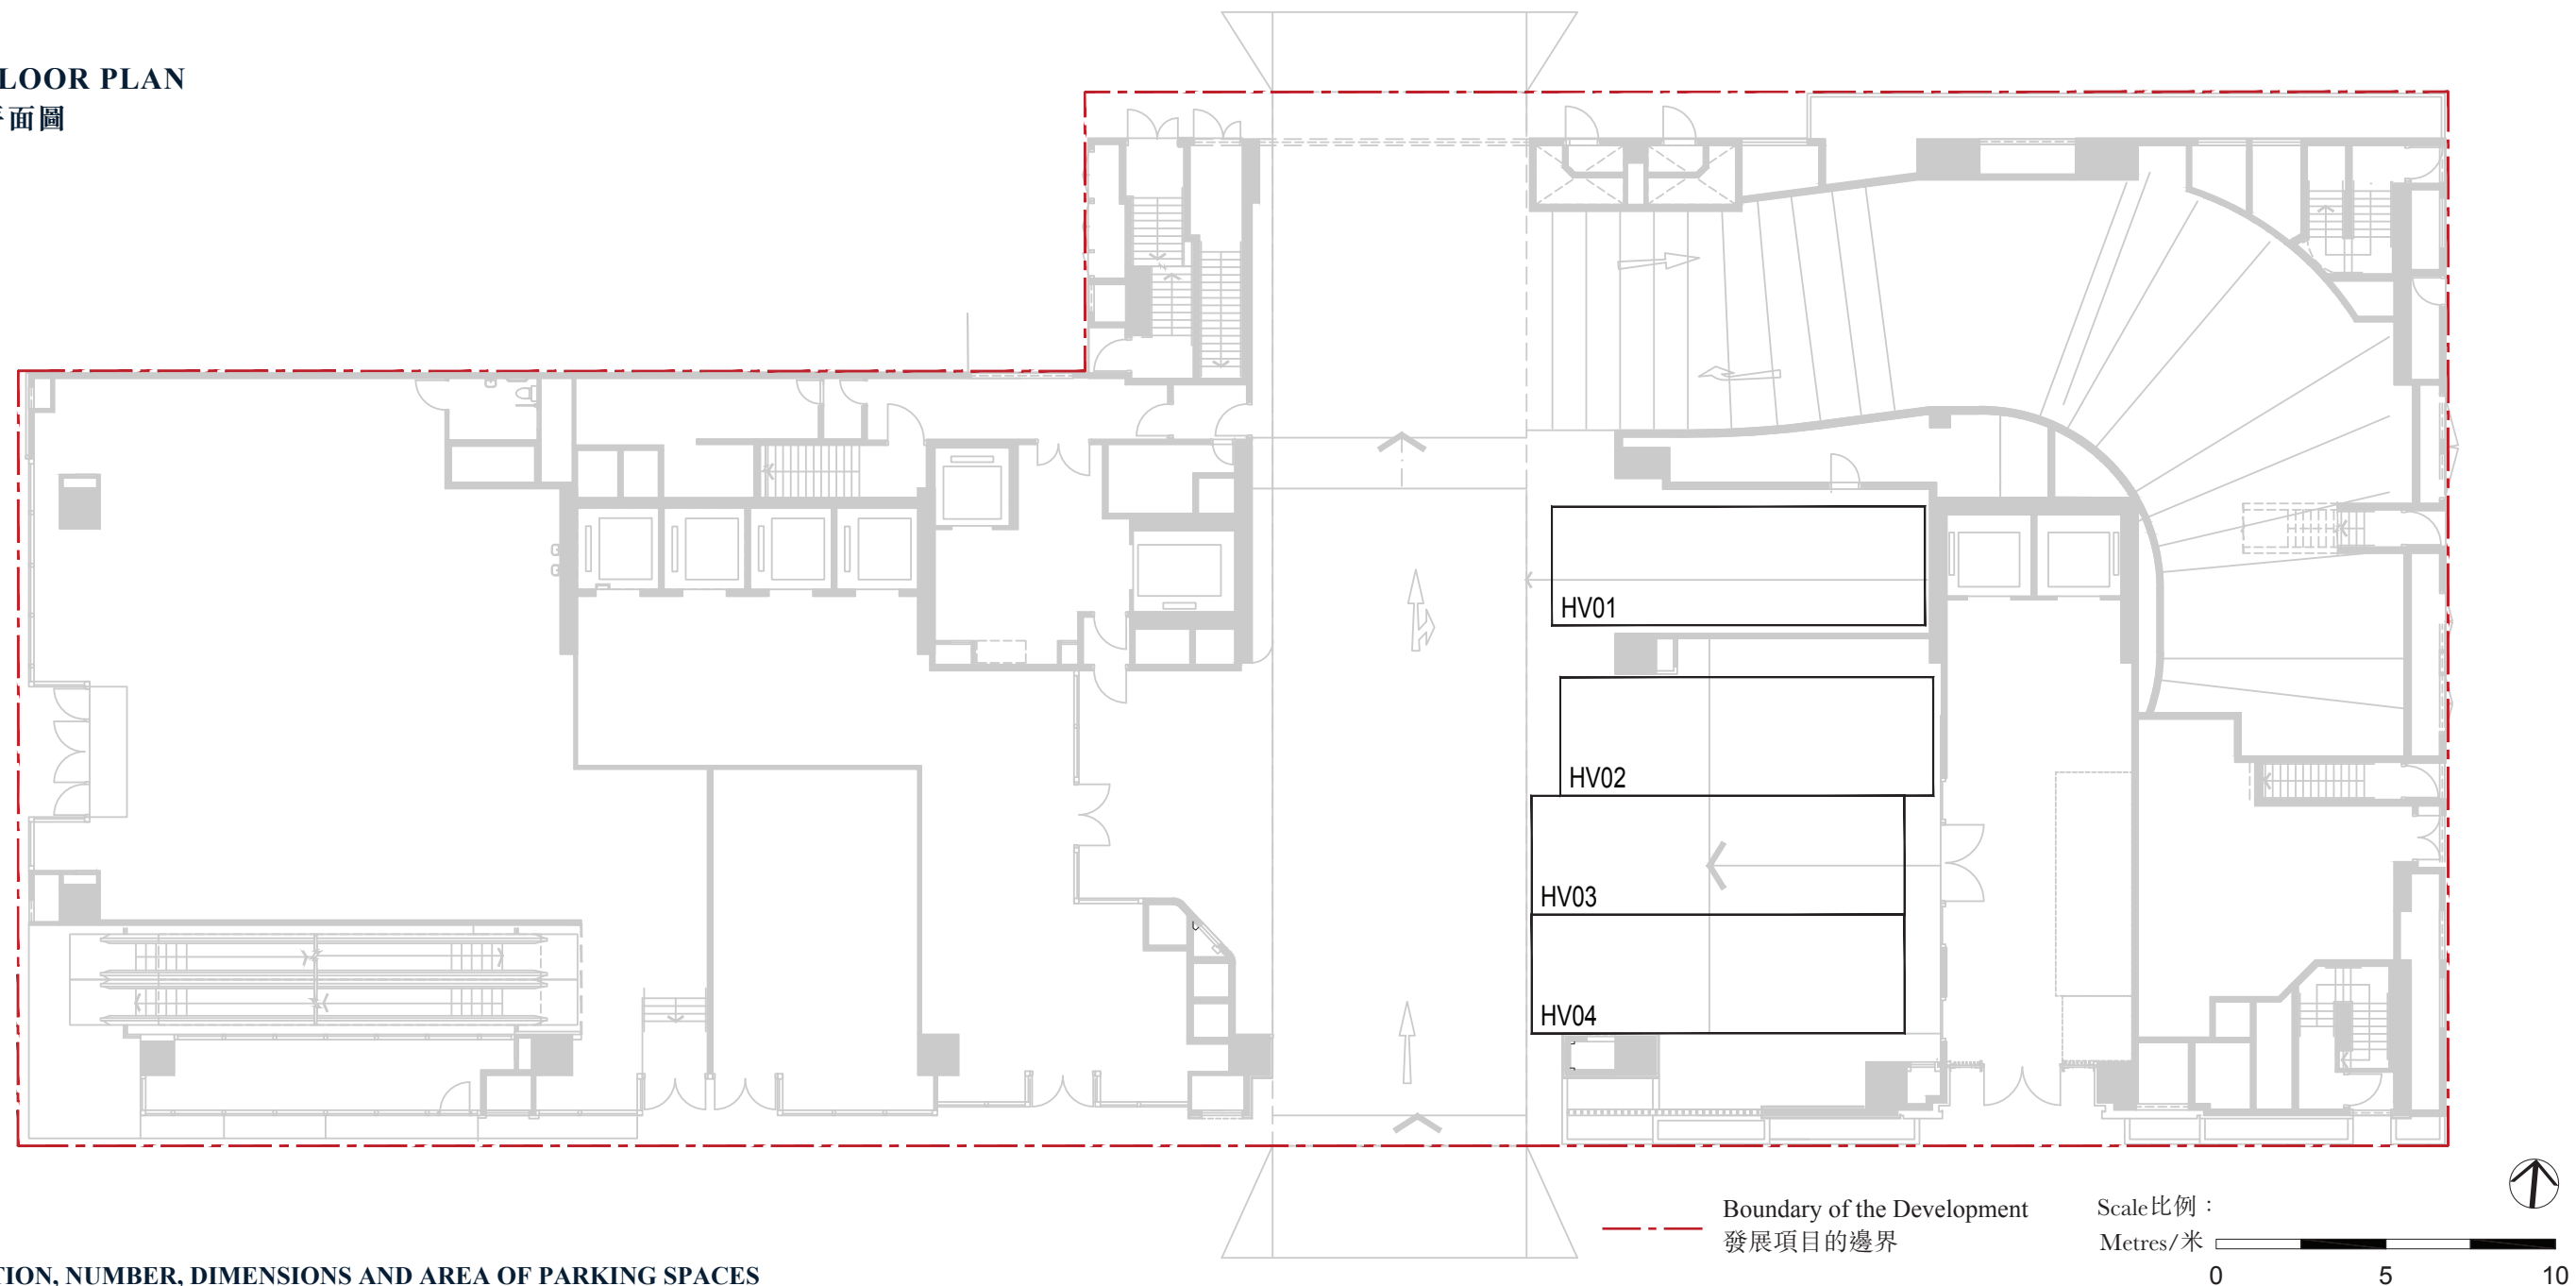 LOOR PLAN
平面圖
HV01
HV02
HV03
HV04
Boundary of the Development
發展項目的邊界
Scale比例：
Metres/米
0 5 10
TION, NUMBER, DIMENSIONS AND AREA OF PARKING SPACES